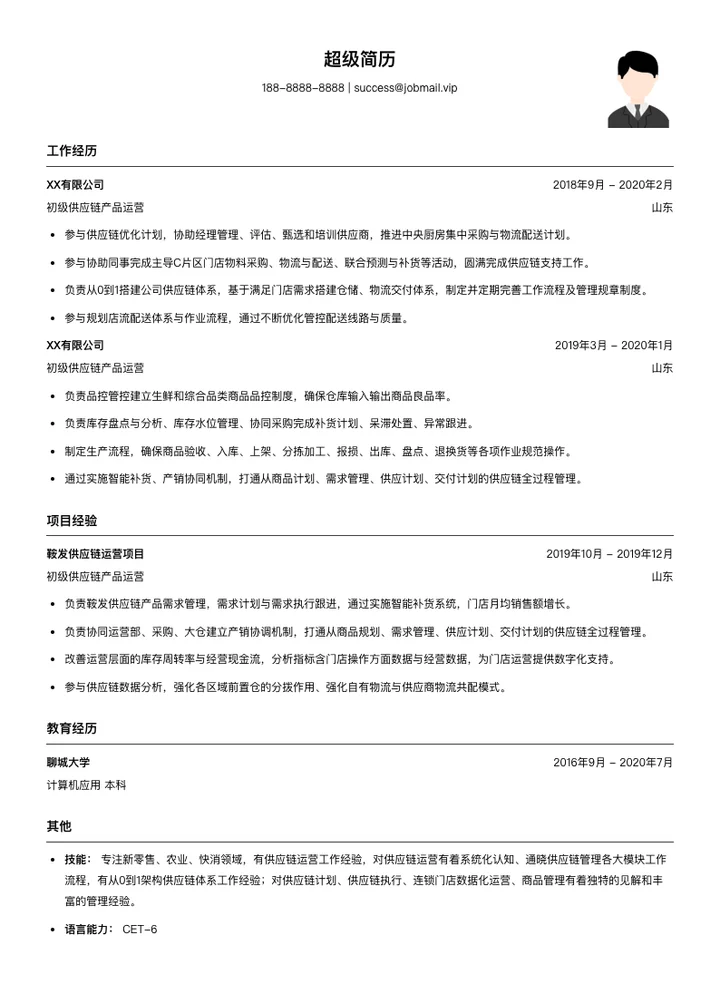 超级简历
188-8888-8888 | success@jobmail.vip
工作经历
XX有限公司 2018年9月 - 2020年2月
初级供应链产品运营 山东
• 参与供应链优化计划，协助经理管理、评估、甄选和培训供应商，推进中央厨房集中采购与物流配送计划。
• 参与协助同事完成主导C片区门店物料采购、物流与配送、联合预测与补货等活动，圆满完成供应链支持工作。
• 负责从0到1搭建公司供应链体系，基于满足门店需求搭建仓储、物流交付体系，制定并定期完善工作流程及管理规章制度。
• 参与规划店流配送体系与作业流程，通过不断优化管控配送线路与质量。
XX有限公司 2019年3月 - 2020年1月
初级供应链产品运营 山东
• 负责品控管控建立生鲜和综合品类商品品控制度，确保仓库输入输出商品良品率。
• 负责库存盘点与分析、库存水位管理、协同采购完成补货计划、呆滞处置、异常跟进。
• 制定生产流程，确保商品验收、入库、上架、分拣加工、报损、出库、盘点、退换货等各项作业规范操作。
• 通过实施智能补货、产销协同机制，打通从商品计划、需求管理、供应计划、交付计划的供应链全过程管理。
项目经验
鞍发供应链运营项目 2019年10月 - 2019年12月
初级供应链产品运营 山东
• 负责鞍发供应链产品需求管理，需求计划与需求执行跟进，通过实施智能补货系统，门店月均销售额增长。
• 负责协同运营部、采购、大仓建立产销协调机制，打通从商品规划、需求管理、供应计划、交付计划的供应链全过程管理。
• 改善运营层面的库存周转率与经营现金流，分析指标含门店操作方面数据与经营数据，为门店运营提供数字化支持。
• 参与供应链数据分析，强化各区域前置仓的分拨作用、强化自有物流与供应商物流共配模式。
教育经历
聊城大学 2016年9月 - 2020年7月
计算机应用 本科
其他
• 技能： 专注新零售、农业、快消领域，有供应链运营工作经验，对供应链运营有着系统化认知、通晓供应链管理各大模块工作
流程，有从0到1架构供应链体系工作经验；对供应链计划、供应链执行、连锁门店数据化运营、商品管理有着独特的见解和丰
富的管理经验。
• 语言能力： CET-6